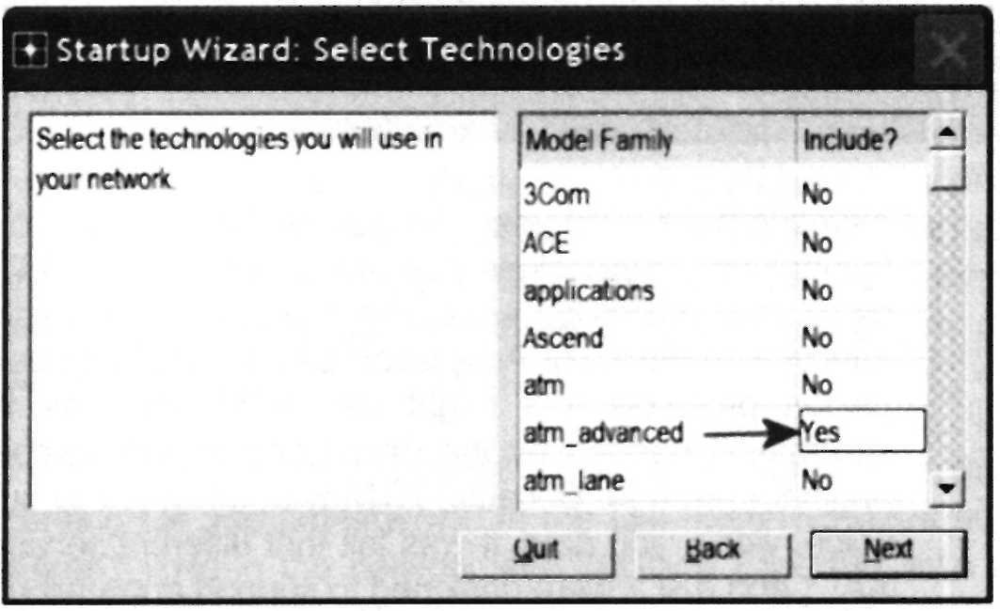 Startup Wizard: Select Technologies
Select the technologies you will use in
your network.
Model Family Include?
3Com No
ACE No
applications No
Ascend No
atm No
atm_advanced Yes
atm_lane No
Quit Back Next